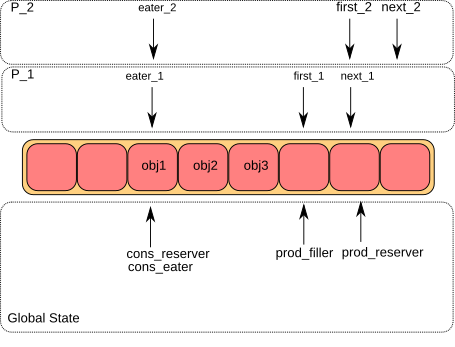 P_2
eater_2
first_2
next_2
P_1
eater_1
first_1
next_1
obj1
obj2
obj3
cons_reserver
cons_eater
prod_filler
prod_reserver
Global State